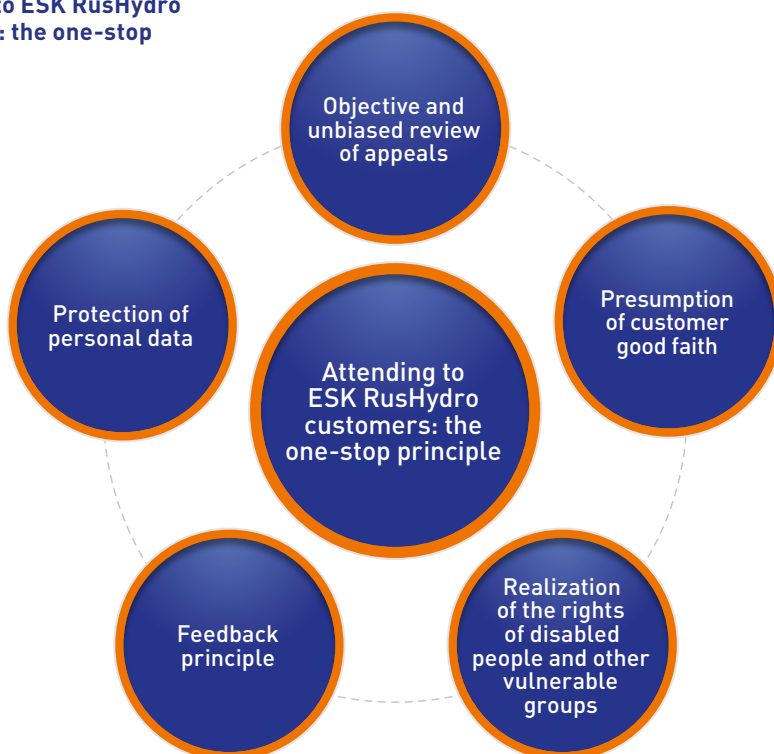 to ESK RusHydro
: the one-stop
Objective and
unbiased review
of appeals
Protection of
personal data
Presumption
of customer
good faith
Attending to
ESK RusHydro
customers: the
one-stop principle
Feedback
principle
Realization
of the rights
of disabled
people and other
vulnerable
groups